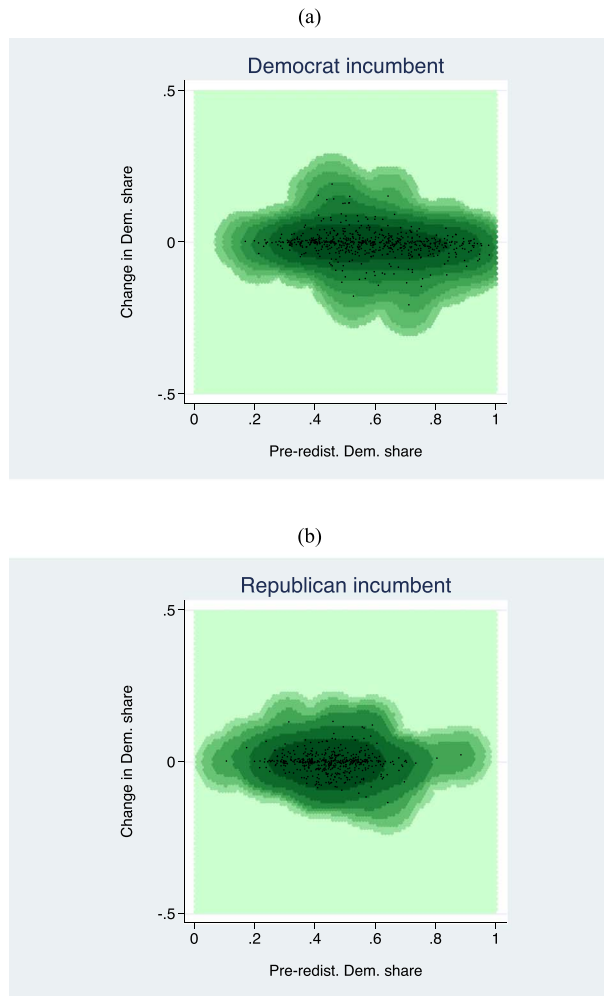 (a)
Democrat incumbent
.5
0
-.5
Change in Dem. share
0 .2 .4 .6 .8 1
Pre-redist. Dem. share
(b)
Republican incumbent
.5
0
-.5
Change in Dem. share
0 .2 .4 .6 .8 1
Pre-redist. Dem. share